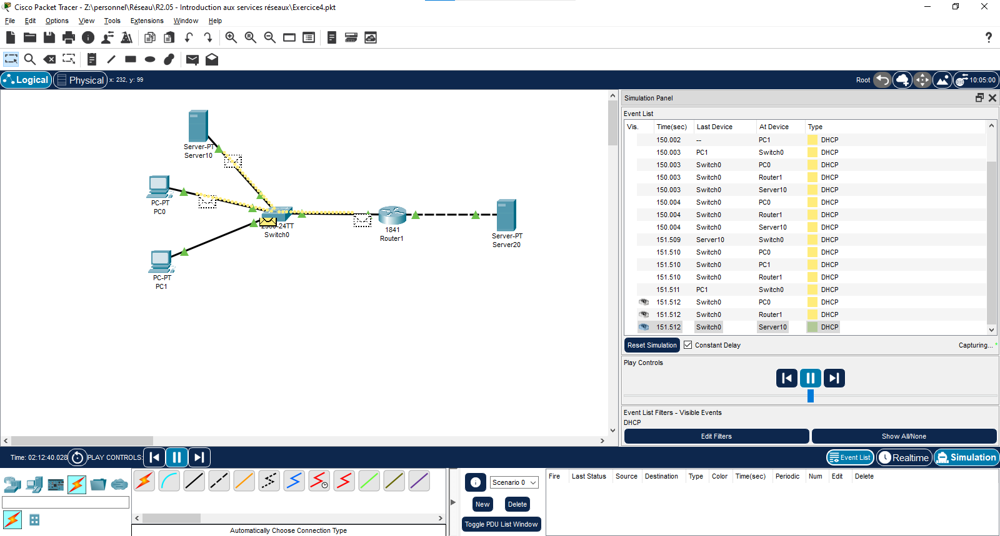 Cisco Packet Tracer - Z:\personnel\Réseau\R2.05 - Introduction aux services réseaux\Exercice4.pkt
File Edit Options View Tools Extensions Window Help
Logical Physical x: 232, y: 99 Root 10:05:00
Server-PT
Server10
PC-PT
PC0
PC-PT
PC1
2960-24TT
Switch0
1841
Router1
Server-PT
Server20
Simulation Panel
Event List
Vis. Time(sec) Last Device At Device Type
150.002 -- PC1 DHCP
150.003 PC1 Switch0 DHCP
150.003 Switch0 PC0 DHCP
150.003 Switch0 Router1 DHCP
150.003 Switch0 Server10 DHCP
150.004 Switch0 PC0 DHCP
150.004 Switch0 Router1 DHCP
150.004 Switch0 Server10 DHCP
151.509 Server10 Switch0 DHCP
151.510 Switch0 PC0 DHCP
151.510 Switch0 PC1 DHCP
151.510 Switch0 Router1 DHCP
151.511 PC1 Switch0 DHCP
151.512 Switch0 PC0 DHCP
151.512 Switch0 Router1 DHCP
151.512 Switch0 Server10 DHCP
Reset Simulation Constant Delay Capturing... *
Play Controls
Event List Filters - Visible Events
DHCP
Edit Filters Show All/None
Time: 02:12:40.028 PLAY CONTROLS: Event List Realtime Simulation
Scenario 0
New Delete
Toggle PDU List Window
Fire Last Status Source Destination Type Color Time(sec) Periodic Num Edit Delete
Automatically Choose Connection Type